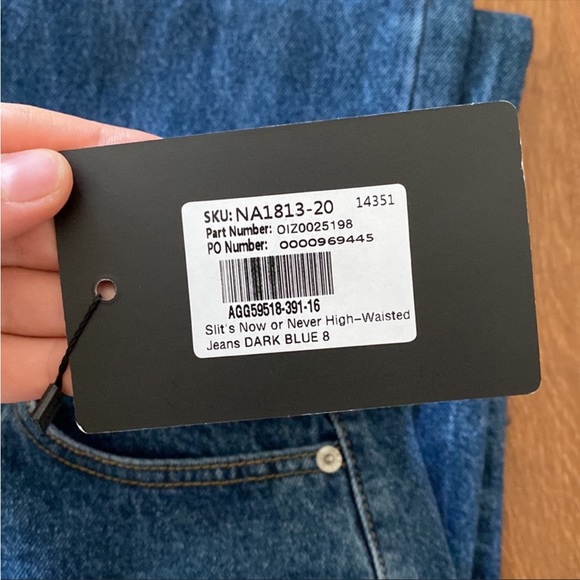 SKU: NA1813-20 14351
Part Number: OIZ0025198
PO Number: 0000969445
AGG59518-391-16
Slit's Now or Never High-Waisted
Jeans DARK BLUE 8